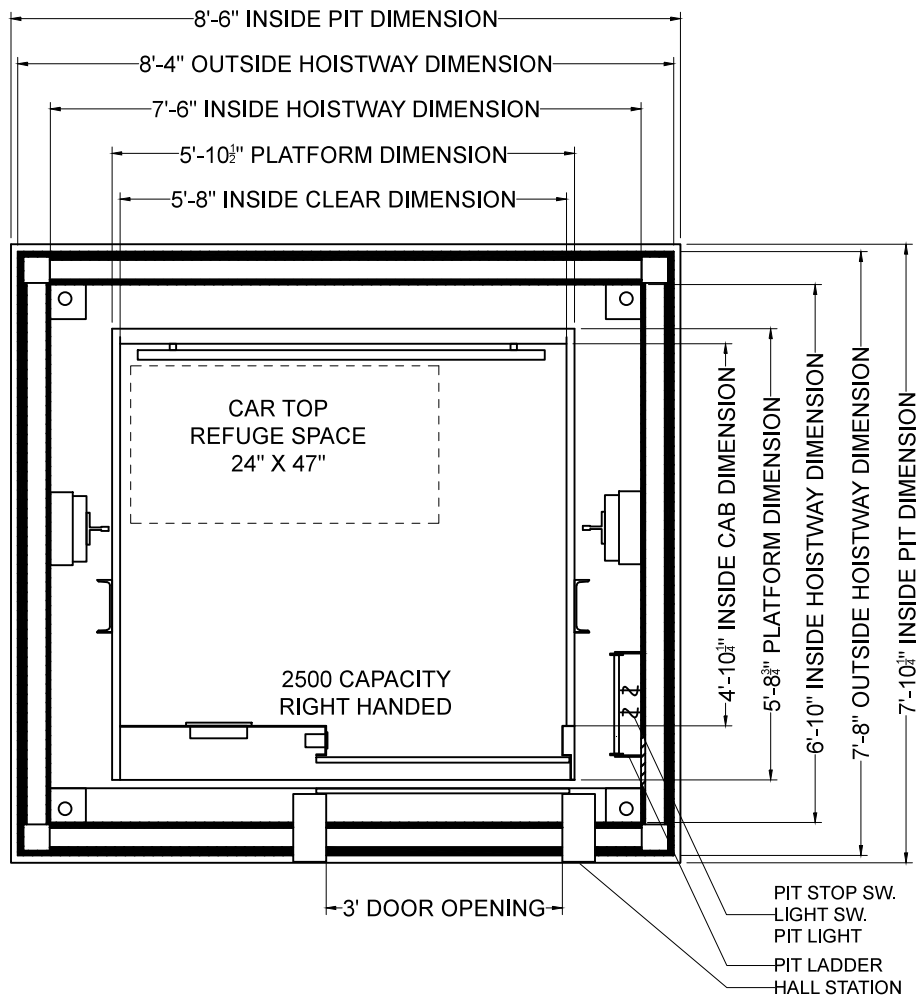 8'-6" INSIDE PIT DIMENSION
8'-4" OUTSIDE HOISTWAY DIMENSION
7'-6" INSIDE HOISTWAY DIMENSION
5'-10½" PLATFORM DIMENSION
5'-8" INSIDE CLEAR DIMENSION
CAR TOP
REFUGE SPACE
24" X 47"
2500 CAPACITY
RIGHT HANDED
4'-10¼" INSIDE CAB DIMENSION
5'-8¾" PLATFORM DIMENSION
6'-10" INSIDE HOISTWAY DIMENSION
7'-8" OUTSIDE HOISTWAY DIMENSION
7'-10¼" INSIDE PIT DIMENSION
3' DOOR OPENING
PIT STOP SW.
LIGHT SW.
PIT LIGHT
PIT LADDER
HALL STATION